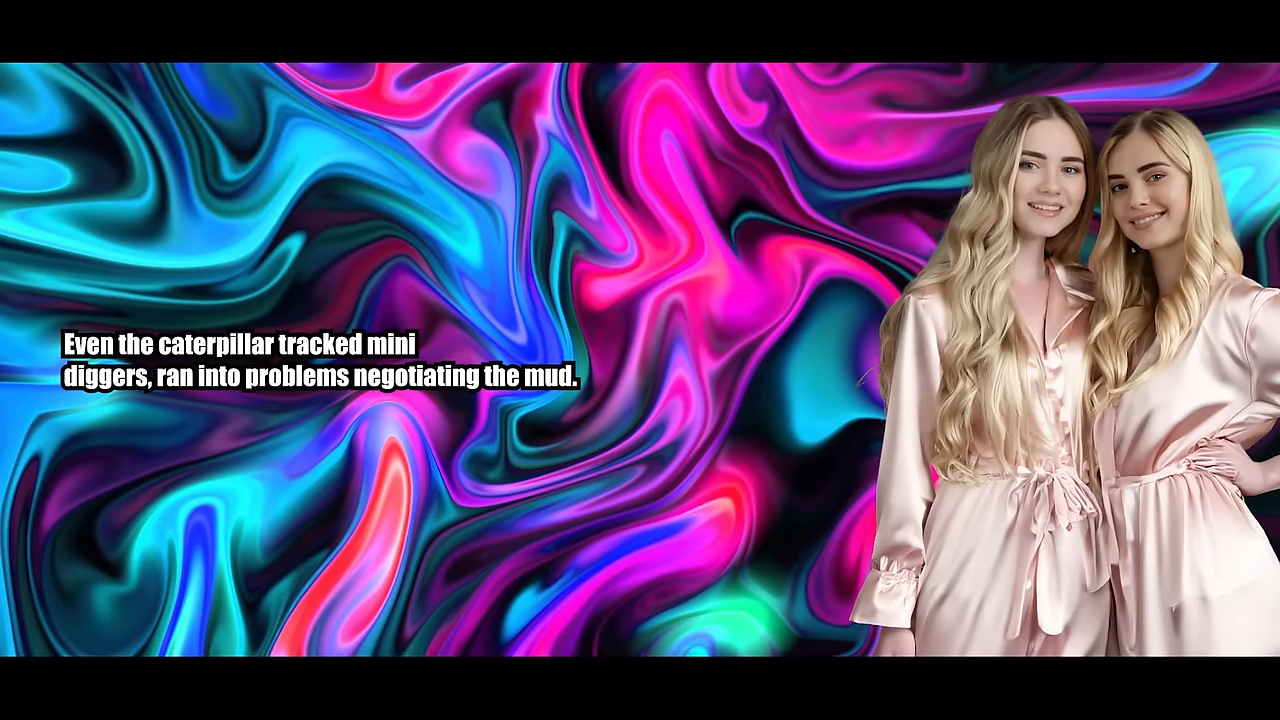 Even the caterpillar tracked mini
diggers, ran into problems negotiating the mud.